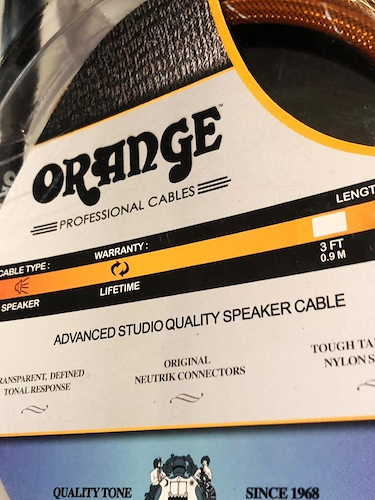 ORANGE™
PROFESSIONAL CABLES
LENGT
CABLE TYPE :
WARRANTY :
3 FT
0.9 M
SPEAKER
LIFETIME
ADVANCED STUDIO QUALITY SPEAKER CABLE
RANSPARENT, DEFINED
TONAL RESPONSE
ORIGINAL
NEUTRIK CONNECTORS
TOUGH TA
NYLON S
QUALITY TONE
SINCE 1968